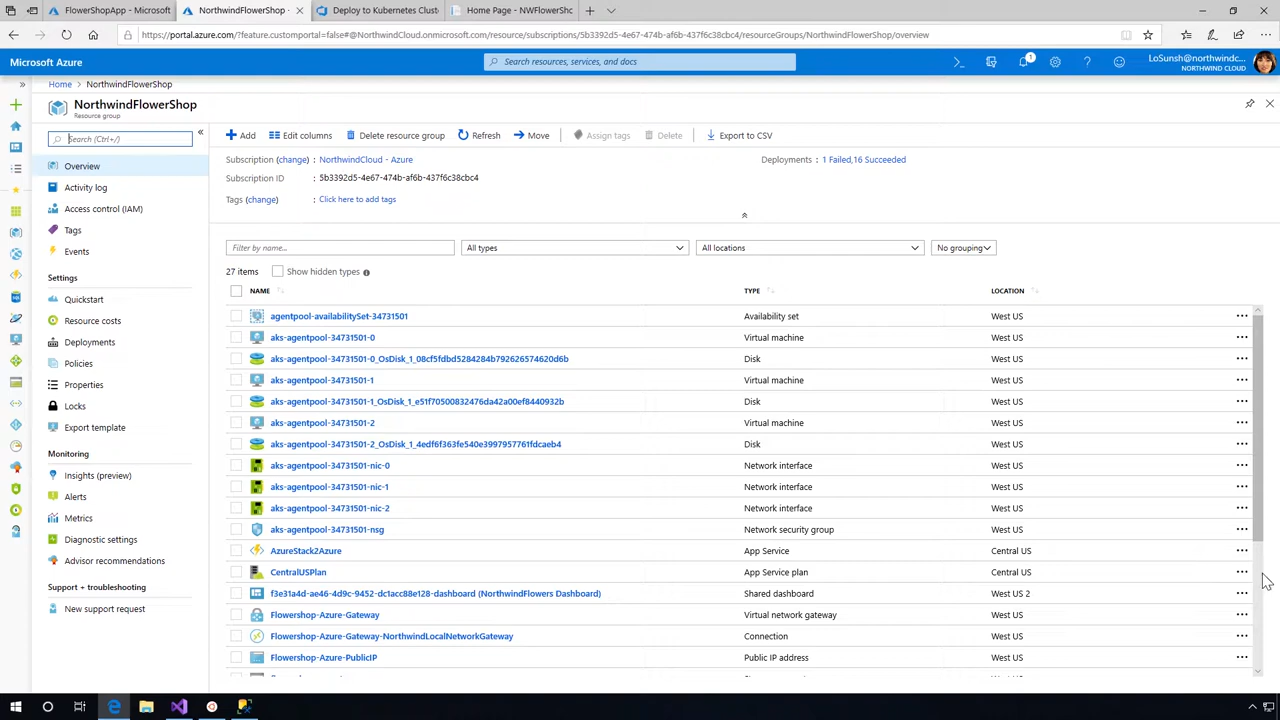 FlowerShopApp - Microsoft
NorthwindFlowerShop -
Deploy to Kubernetes Cluste
Home Page - NWFlowerShc
https://portal.azure.com/?feature.customportal=false#@NorthwindCloud.onmicrosoft.com/resource/subscriptions/5b3392d5-4e67-474b-af6b-437f6c38cbc4/resourceGroups/NorthwindFlowerShop/overview
Microsoft Azure
Search resources, services, and docs
1
LoSunsh@northwindc...
NORTHWIND CLOUD
Home NorthwindFlowerShop
NorthwindFlowerShop
Resource group
Search (Ctrl+/)
Overview
Activity log
Access control (IAM)
Tags
Events
Settings
Quickstart
Resource costs
Deployments
Policies
Properties
Locks
Export template
Monitoring
Insights (preview)
Alerts
Metrics
Diagnostic settings
Advisor recommendations
Support + troubleshooting
New support request
Add Edit columns Delete resource group Refresh Move Assign tags Delete Export to CSV
Subscription (change) : NorthwindCloud - Azure
Deployments : 1 Failed,16 Succeeded
Subscription ID : 5b3392d5-4e67-474b-af6b-437f6c38cbc4
Tags (change) : Click here to add tags
Filter by name... All types All locations No grouping
27 items Show hidden types
NAME TYPE LOCATION
agentpool-availabilitySet-34731501 Availability set West US
aks-agentpool-34731501-0 Virtual machine West US
aks-agentpool-34731501-0_OsDisk_1_08cf5fdbd5284284b792626574620d6b Disk West US
aks-agentpool-34731501-1 Virtual machine West US
aks-agentpool-34731501-1_OsDisk_1_e51f70500832476da42a00ef8440932b Disk West US
aks-agentpool-34731501-2 Virtual machine West US
aks-agentpool-34731501-2_OsDisk_1_4edf6f363fe540e3997957761fdcaeb4 Disk West US
aks-agentpool-34731501-nic-0 Network interface West US
aks-agentpool-34731501-nic-1 Network interface West US
aks-agentpool-34731501-nic-2 Network interface West US
aks-agentpool-34731501-nsg Network security group West US
AzureStack2Azure App Service Central US
CentralUSPlan App Service plan Central US
f3e31a4d-ae46-4d9c-9452-dc1acc88e128-dashboard (NorthwindFlowers Dashboard) Shared dashboard West US 2
Flowershop-Azure-Gateway Virtual network gateway West US
Flowershop-Azure-Gateway-NorthwindLocalNetworkGateway Connection West US
Flowershop-Azure-PublicIP Public IP address West US